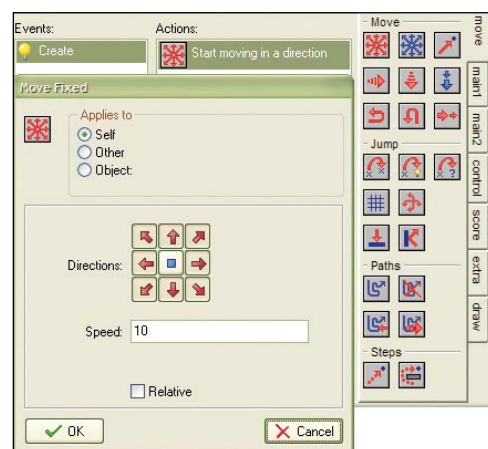 Events:
Create
Actions:
Start moving in a direction
Move Fixed
Applies to
Self
Other
Object:
Directions:
Speed: 10
Relative
OK
Cancel
Move
Jump
Paths
Steps
move
main1
main2
control
score
extra
draw